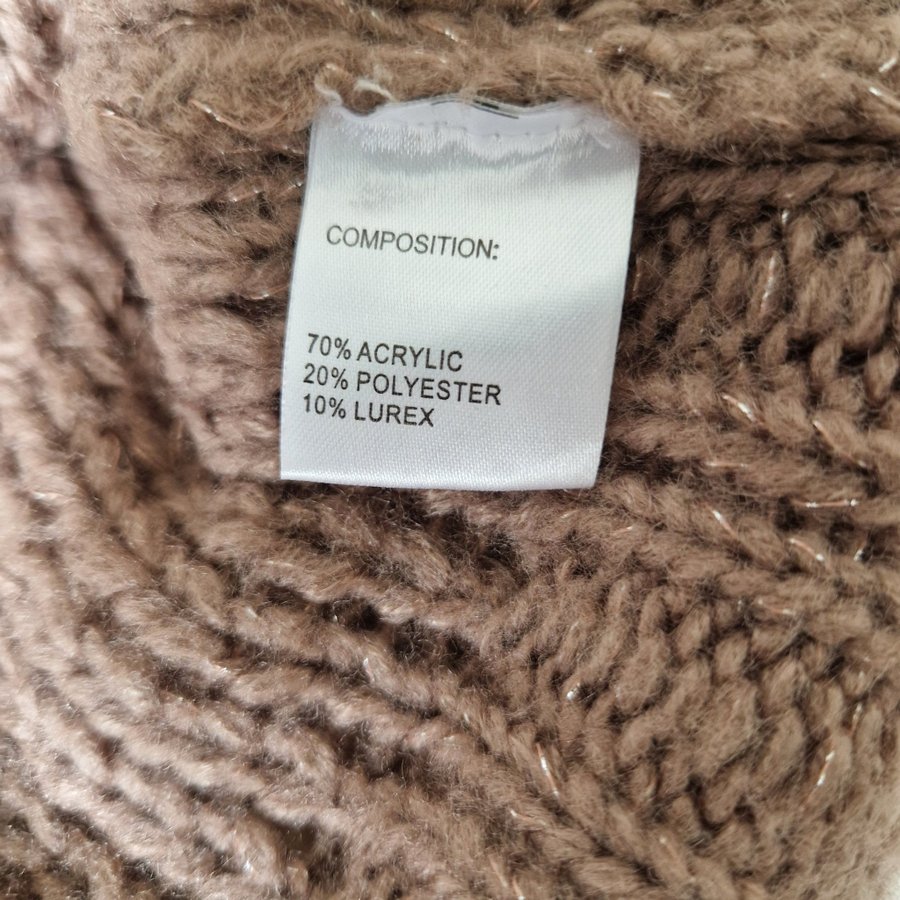 COMPOSITION:
70% ACRYLIC
20% POLYESTER
10% LUREX